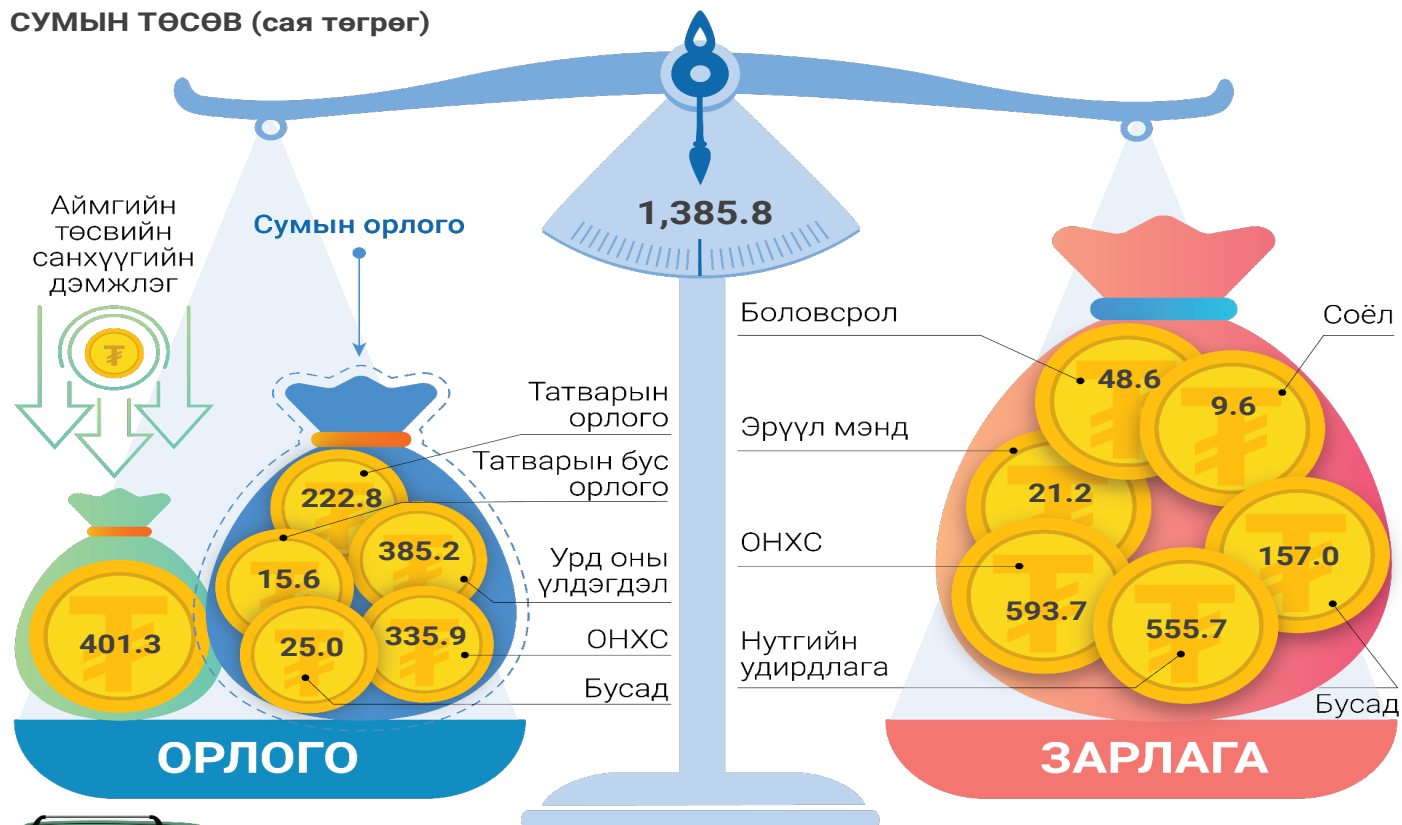 СУМЫН ТӨСӨВ (сая төгрөг)
1,385.8
Аймгийн
төсвийн
санхүүгийн
дэмжлэг
Сумын орлого
Татварын
орлого
Татварын бус
орлого
Урд оны
үлдэгдэл
ОНХС
Бусад
222.8
385.2
15.6
335.9
25.0
401.3
ОРЛОГО
Боловсрол
Соёл
Эрүүл мэнд
ОНХС
Нутгийн
удирдлага
Бусад
48.6
9.6
21.2
157.0
593.7
555.7
ЗАРЛАГА